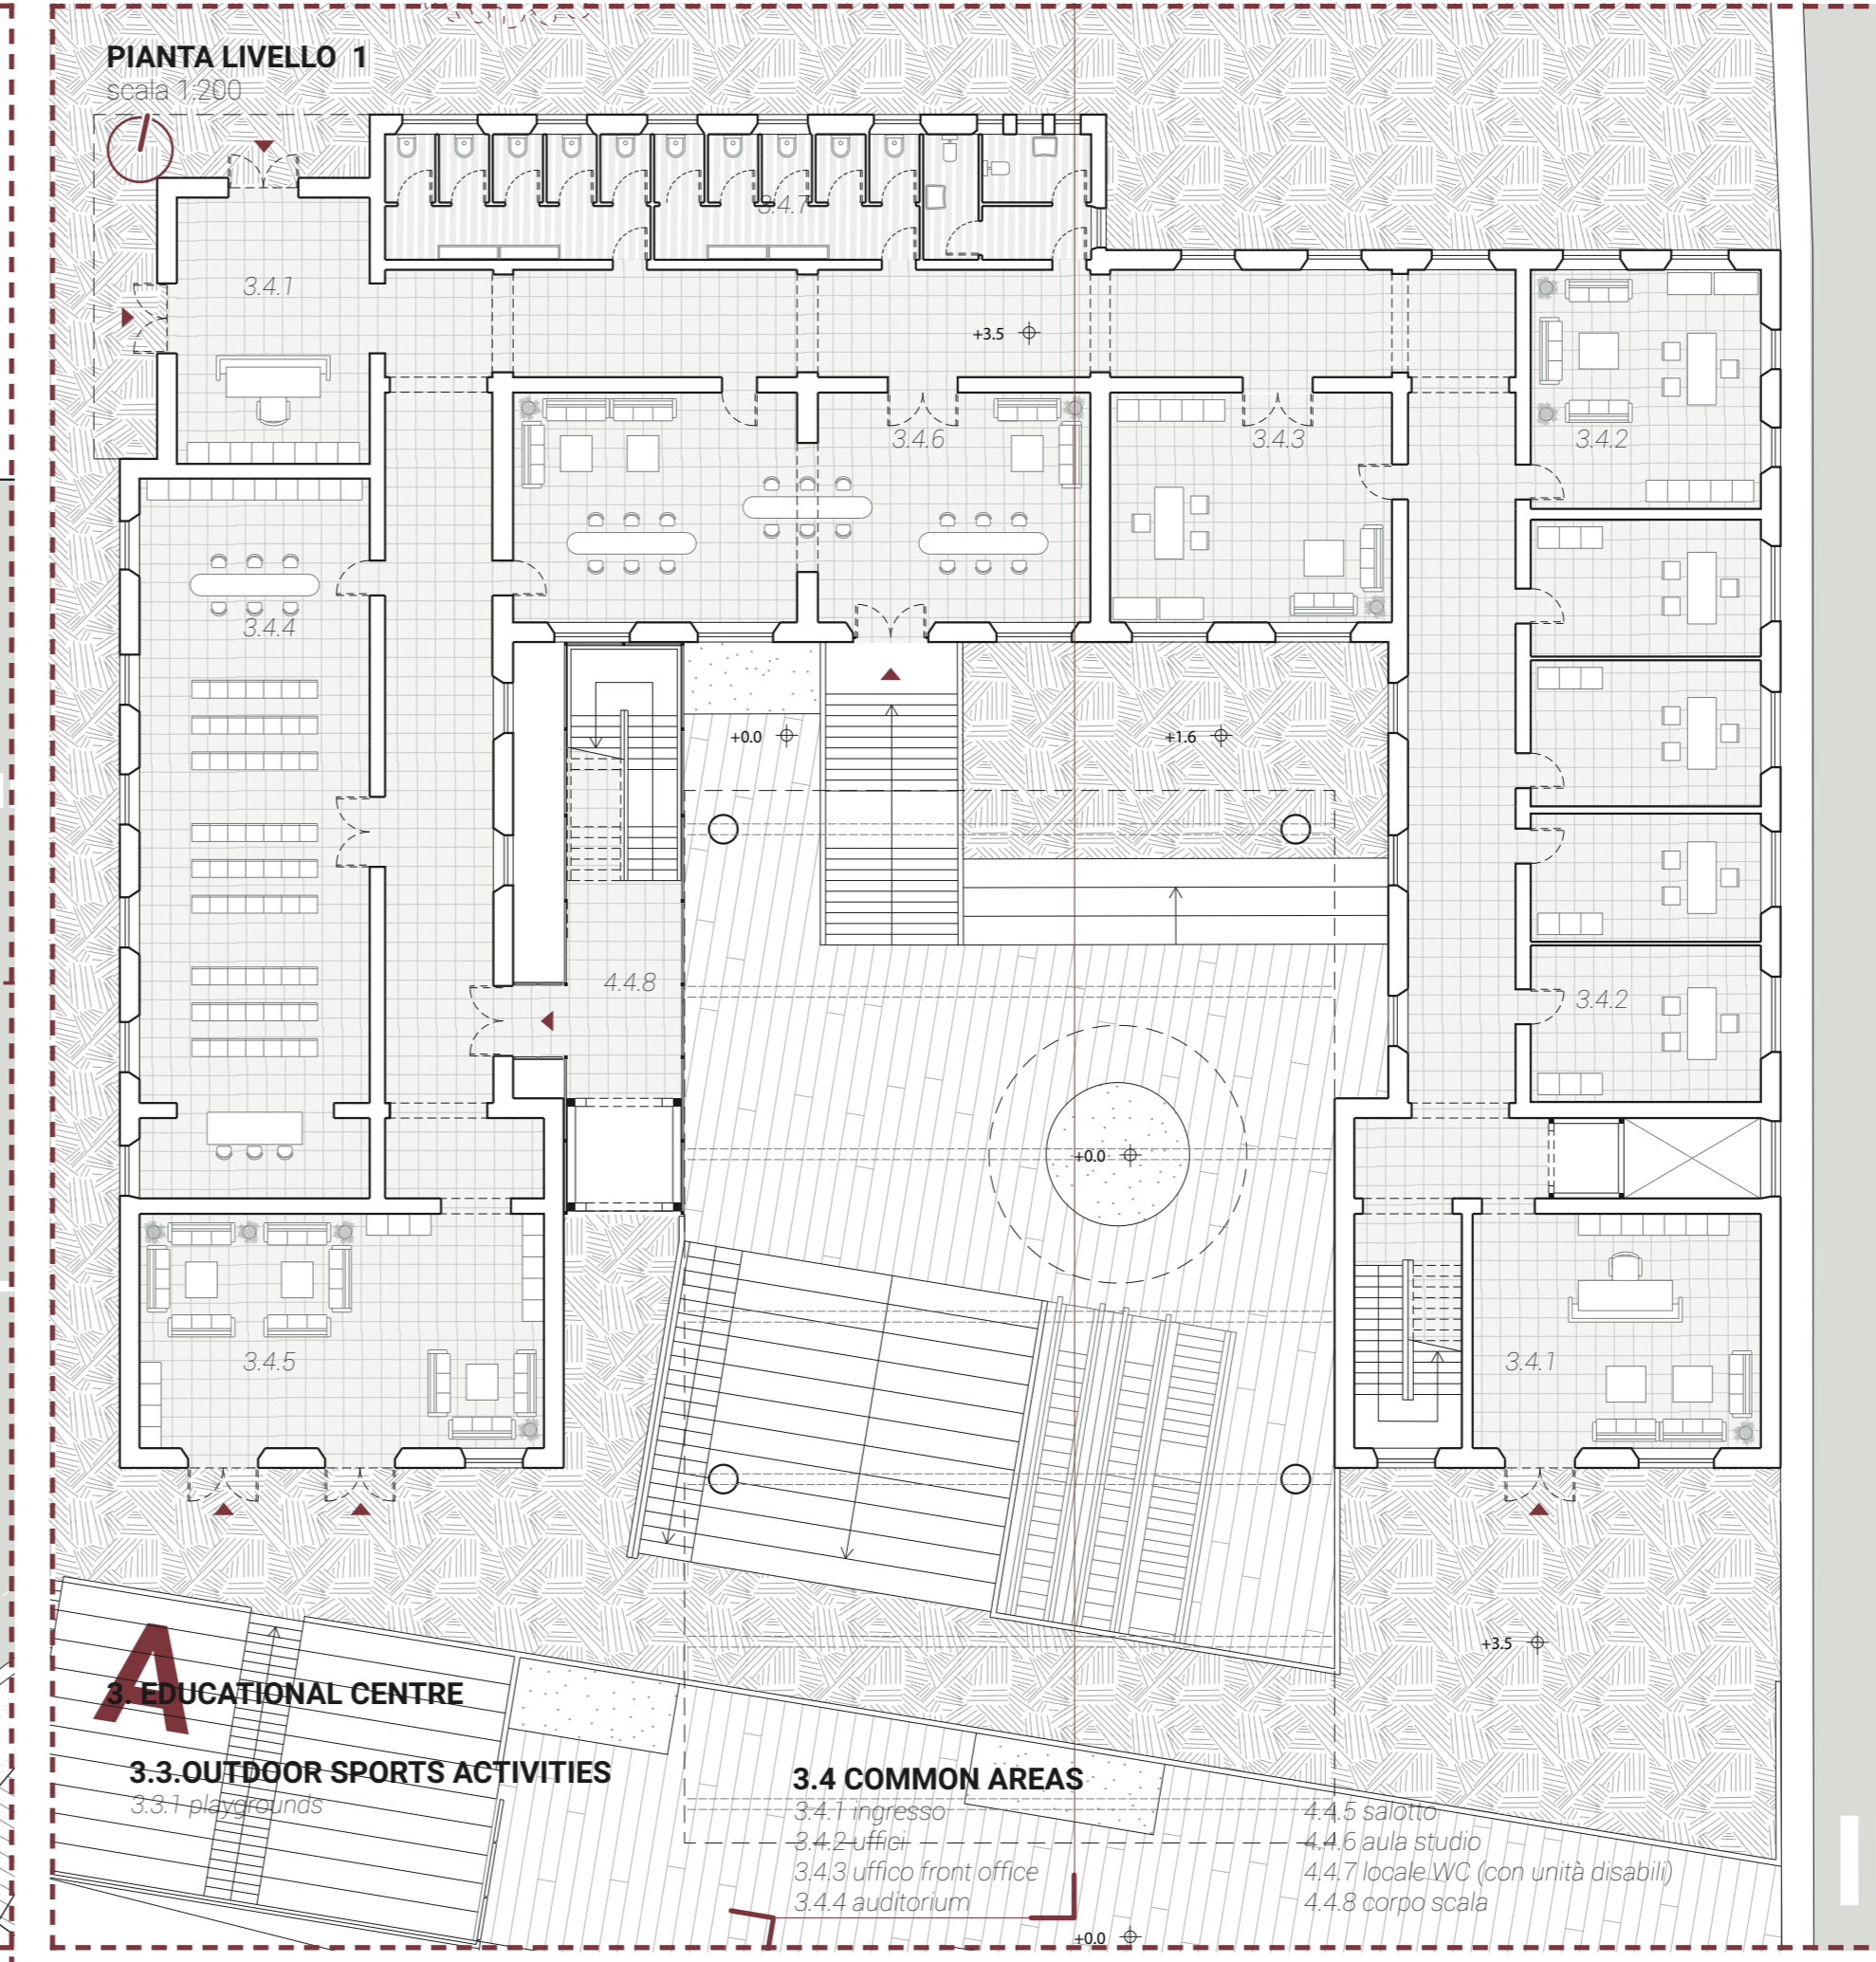 PIANTA LIVELLO 1
scala 1:200
3.4.7
3.4.1
+3.5
3.4.6
3.4.3
3.4.2
3.4.4
+0.0
+1.6
4.4.8
3.4.2
+0.0
3.4.5
3.4.1
+3.5
A
3. EDUCATIONAL CENTRE
3.3.OUTDOOR SPORTS ACTIVITIES
3.3.1 playgrounds
3.4 COMMON AREAS
3.4.1 ingresso
3.4.2 uffici
3.4.3 uffico front office
3.4.4 auditorium
4.4.5 salotto
4.4.6 aula studio
4.4.7 locale WC (con unità disabili)
4.4.8 corpo scala
+0.0